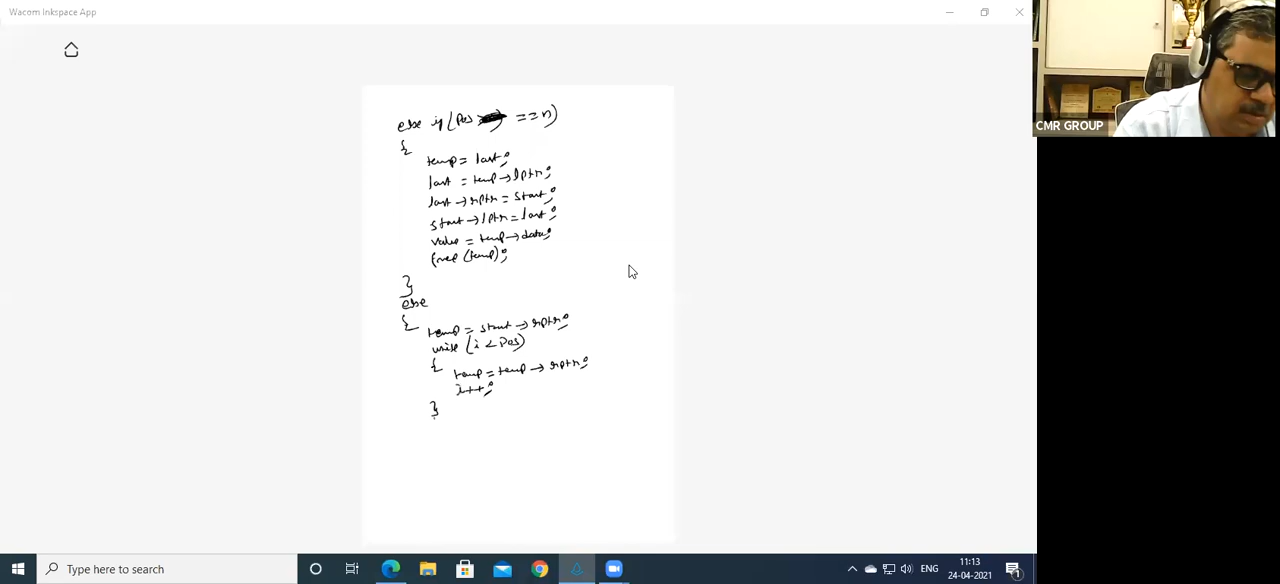 Wacom Inkspace App
CMR GROUP
else if (Pos == n)
{
temp = last;
last = temp → lptr;
last → rptr = start;
start → lptr = last;
value = temp → data;
free (temp);
}
else
{
temp = start → rptr;
while (i < Pos)
{
temp = temp → rptr;
i++;
}
Type here to search
ENG
11:13
24-04-2021
1